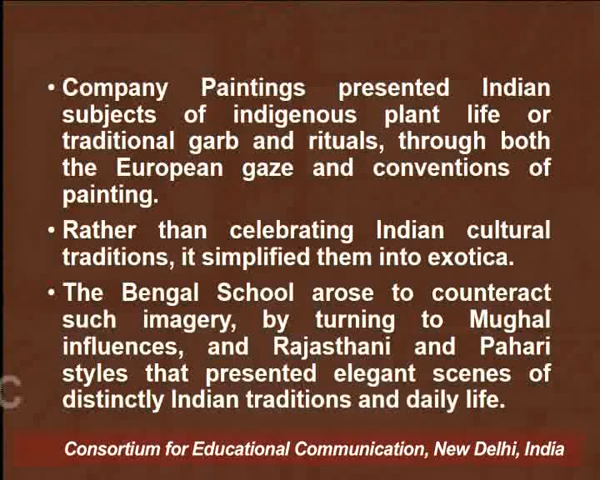 • Company Paintings presented Indian
subjects of indigenous plant life or
traditional garb and rituals, through both
the European gaze and conventions of
painting.
• Rather than celebrating Indian cultural
traditions, it simplified them into exotica.
• The Bengal School arose to counteract
such imagery, by turning to Mughal
influences, and Rajasthani and Pahari
styles that presented elegant scenes of
distinctly Indian traditions and daily life.
C
Consortium for Educational Communication, New Delhi, India